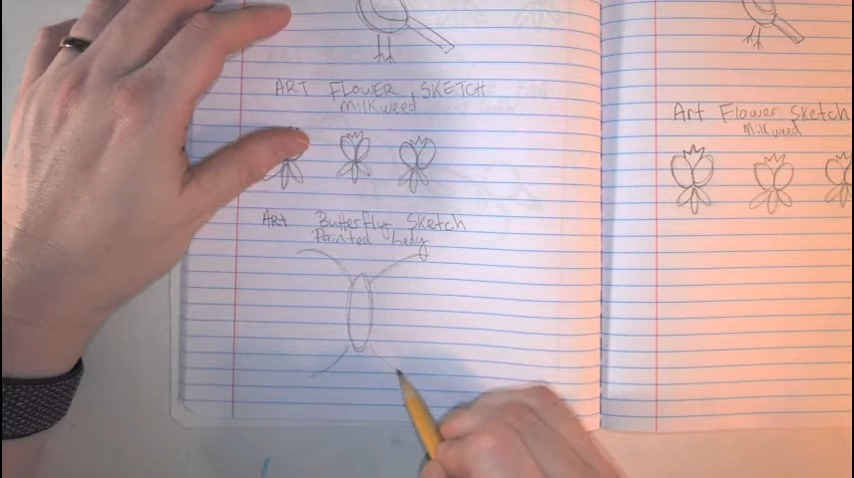 ART FLOWER SKETCH
Milkweed
ART Butterfly Sketch
Painted Lady
Art Flower Sketch
Milkweed